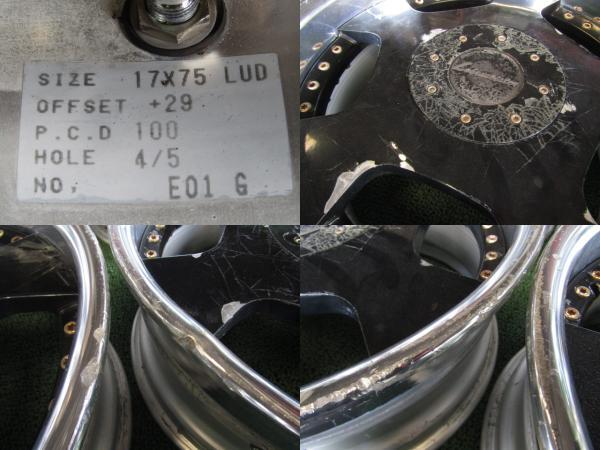 SIZE 17X75 LUD
OFFSET +29
P.C.D 100
HOLE 4/5
NO, E01 G